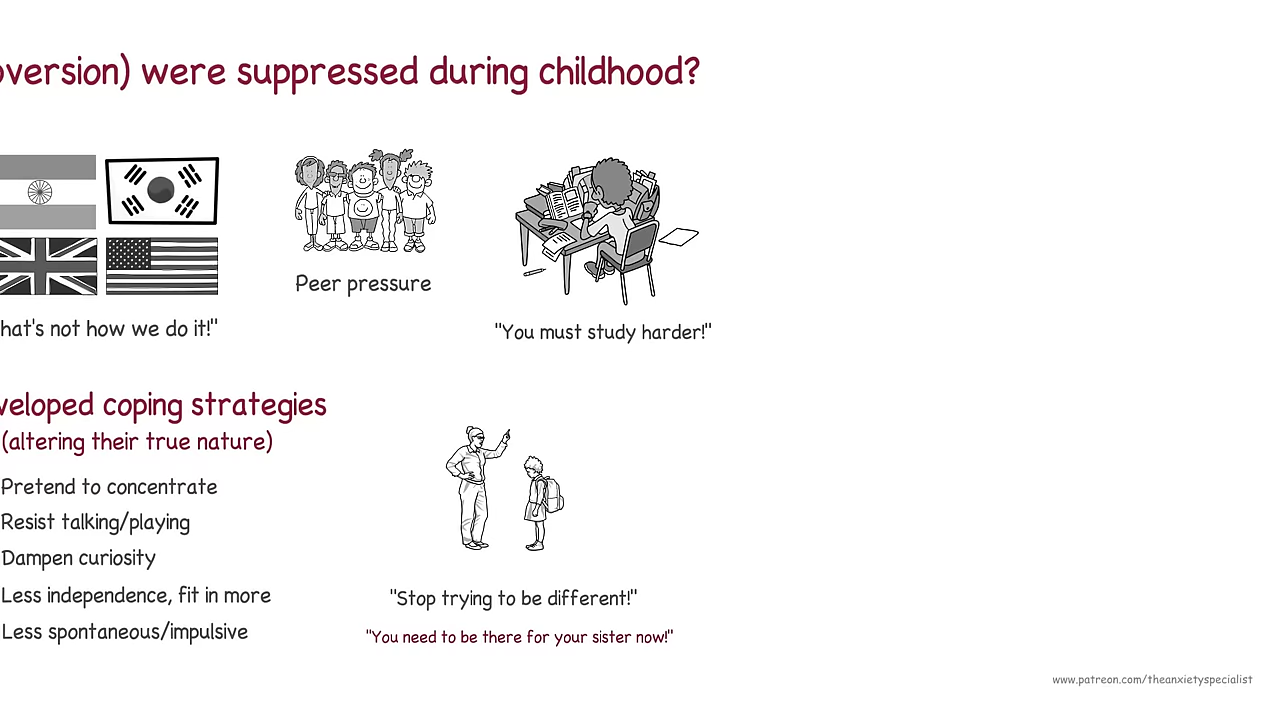 oversion) were suppressed during childhood?
Peer pressure
hat's not how we do it!"
"You must study harder!"
veloped coping strategies
(altering their true nature)
Pretend to concentrate
Resist talking/playing
Dampen curiosity
Less independence, fit in more
Less spontaneous/impulsive
"Stop trying to be different!"
"You need to be there for your sister now!"
www.patreon.com/theanxietyspecialist